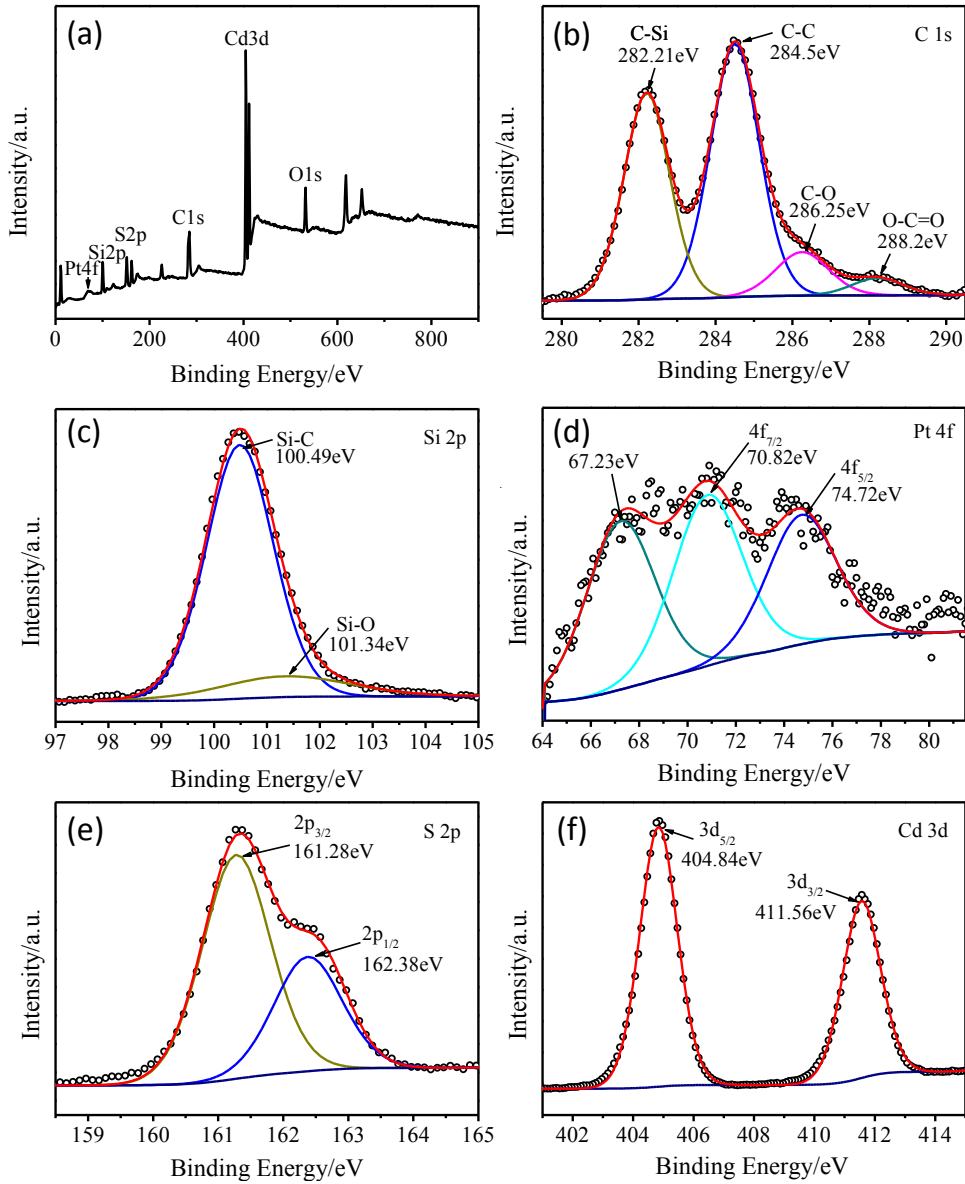 (a)
Cd3d
O1s
C1s
S2p
Si2p
Pt4f
Intensity/a.u.
0 200 400 600 800
Binding Energy/eV
(b)
C 1s
C-Si
282.21eV
C-C
284.5eV
C-O
286.25eV
O-C=O
288.2eV
Intensity/a.u.
280 282 284 286 288 290
Binding Energy/eV
(c)
Si 2p
Si-C
100.49eV
Si-O
101.34eV
Intensity/a.u.
97 98 99 100 101 102 103 104 105
Binding Energy/eV
(d)
Pt 4f
67.23eV
4f7/2
70.82eV
4f5/2
74.72eV
Intensity/a.u.
64 66 68 70 72 74 76 78 80
Binding Energy/eV
(e)
S 2p
2p3/2
161.28eV
2p1/2
162.38eV
Intensity/a.u.
159 160 161 162 163 164 165
Binding Energy/eV
(f)
Cd 3d
3d5/2
404.84eV
3d3/2
411.56eV
Intensity/a.u.
402 404 406 408 410 412 414
Binding Energy/eV